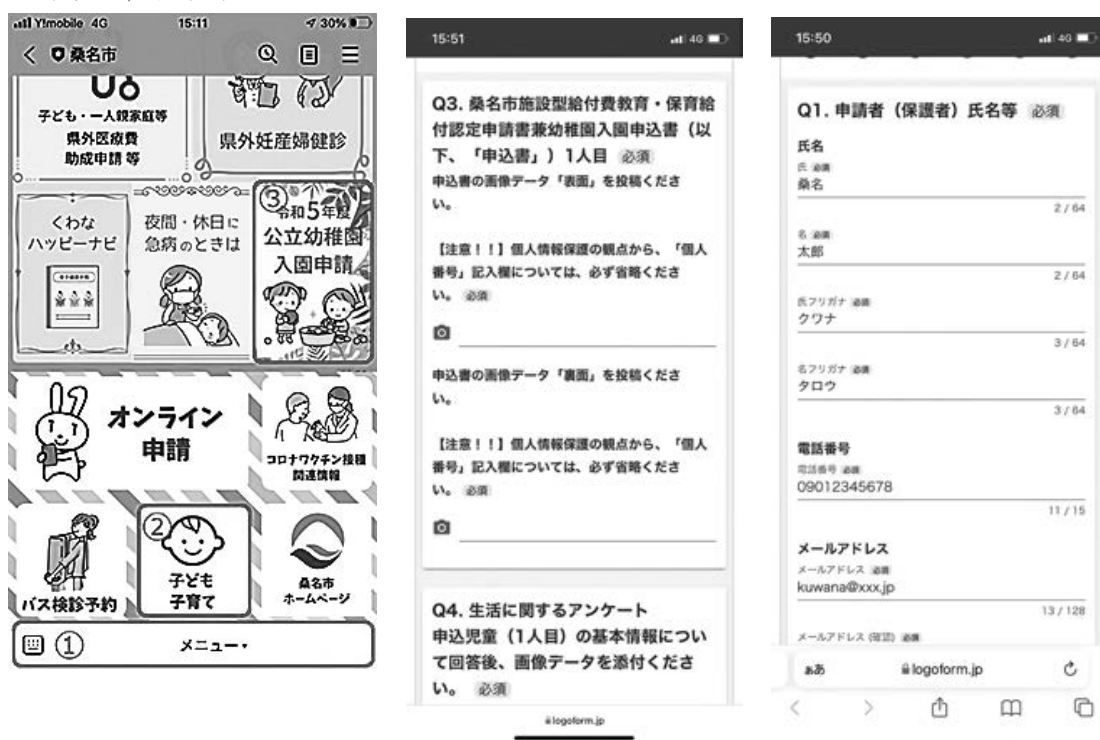 Y!mobile 4G 15:11 30%
桑名市
子ども・一人親家庭等
県外医療費
助成申請 等
県外妊産婦健診
くわな
ハッピーナビ
夜間・休日に
急病のときは
③
令和5年度
公立幼稚園
入園申請
オンライン
申請
コロナワクチン接種
関連情報
バス検診予約
②
子ども
子育て
桑名市
ホームページ
①
メニュー
15:51 4G
Q3. 桑名市施設型給付費教育・保育給
付認定申請書兼幼稚園入園申込書（以
下、「申込書」）1人目 必須
申込書の画像データ「表面」を投稿くださ
い。
【注意！！】個人情報保護の観点から、「個人
番号」記入欄については、必ず省略くださ
い。 必須
申込書の画像データ「裏面」を投稿くださ
い。
【注意！！】個人情報保護の観点から、「個人
番号」記入欄については、必ず省略くださ
い。 必須
Q4. 生活に関するアンケート
申込児童（1人目）の基本情報につい
て回答後、画像データを添付くださ
い。 必須
logoform.jp
15:50 4G
Q1. 申請者（保護者）氏名等 必須
氏名
氏 必須
桑名
2 / 64
名 必須
太郎
2 / 64
氏フリガナ 必須
クワナ
3 / 64
名フリガナ 必須
タロウ
3 / 64
電話番号
電話番号 必須
09012345678
11 / 15
メールアドレス
メールアドレス 必須
kuwana@xxx.jp
13 / 128
メールアドレス (確認) 必須
ぁあ logoform.jp